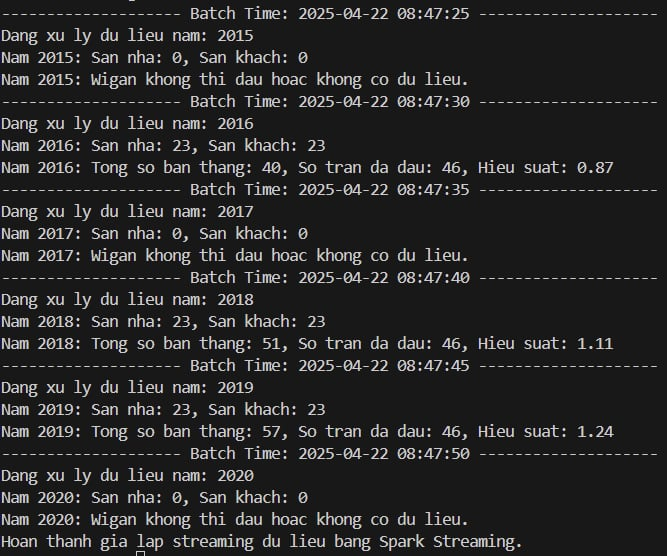 -------------------- Batch Time: 2025-04-22 08:47:25 --------------------
Dang xu ly du lieu nam: 2015
Nam 2015: San nha: 0, San khach: 0
Nam 2015: Wigan khong thi dau hoac khong co du lieu.
-------------------- Batch Time: 2025-04-22 08:47:30 --------------------
Dang xu ly du lieu nam: 2016
Nam 2016: San nha: 23, San khach: 23
Nam 2016: Tong so ban thang: 40, So tran da dau: 46, Hieu suat: 0.87
-------------------- Batch Time: 2025-04-22 08:47:35 --------------------
Dang xu ly du lieu nam: 2017
Nam 2017: San nha: 0, San khach: 0
Nam 2017: Wigan khong thi dau hoac khong co du lieu.
-------------------- Batch Time: 2025-04-22 08:47:40 --------------------
Dang xu ly du lieu nam: 2018
Nam 2018: San nha: 23, San khach: 23
Nam 2018: Tong so ban thang: 51, So tran da dau: 46, Hieu suat: 1.11
-------------------- Batch Time: 2025-04-22 08:47:45 --------------------
Dang xu ly du lieu nam: 2019
Nam 2019: San nha: 23, San khach: 23
Nam 2019: Tong so ban thang: 57, So tran da dau: 46, Hieu suat: 1.24
-------------------- Batch Time: 2025-04-22 08:47:50 --------------------
Dang xu ly du lieu nam: 2020
Nam 2020: San nha: 0, San khach: 0
Nam 2020: Wigan khong thi dau hoac khong co du lieu.
Hoan thanh gia lap streaming du lieu bang Spark Streaming.